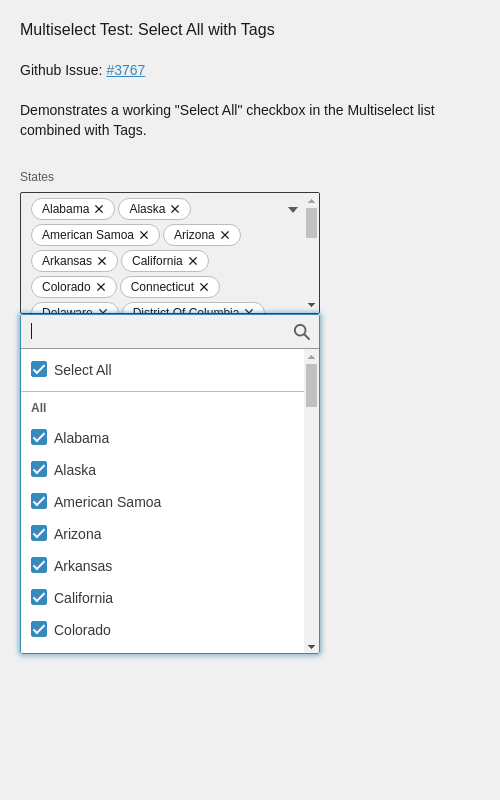 Multiselect Test: Select All with Tags
Github Issue: #3767
Demonstrates a working "Select All" checkbox in the Multiselect list
combined with Tags.
States
Alabama Alaska
American Samoa Arizona
Arkansas California
Colorado Connecticut
Delaware District Of Columbia
Select All
All
Alabama
Alaska
American Samoa
Arizona
Arkansas
California
Colorado